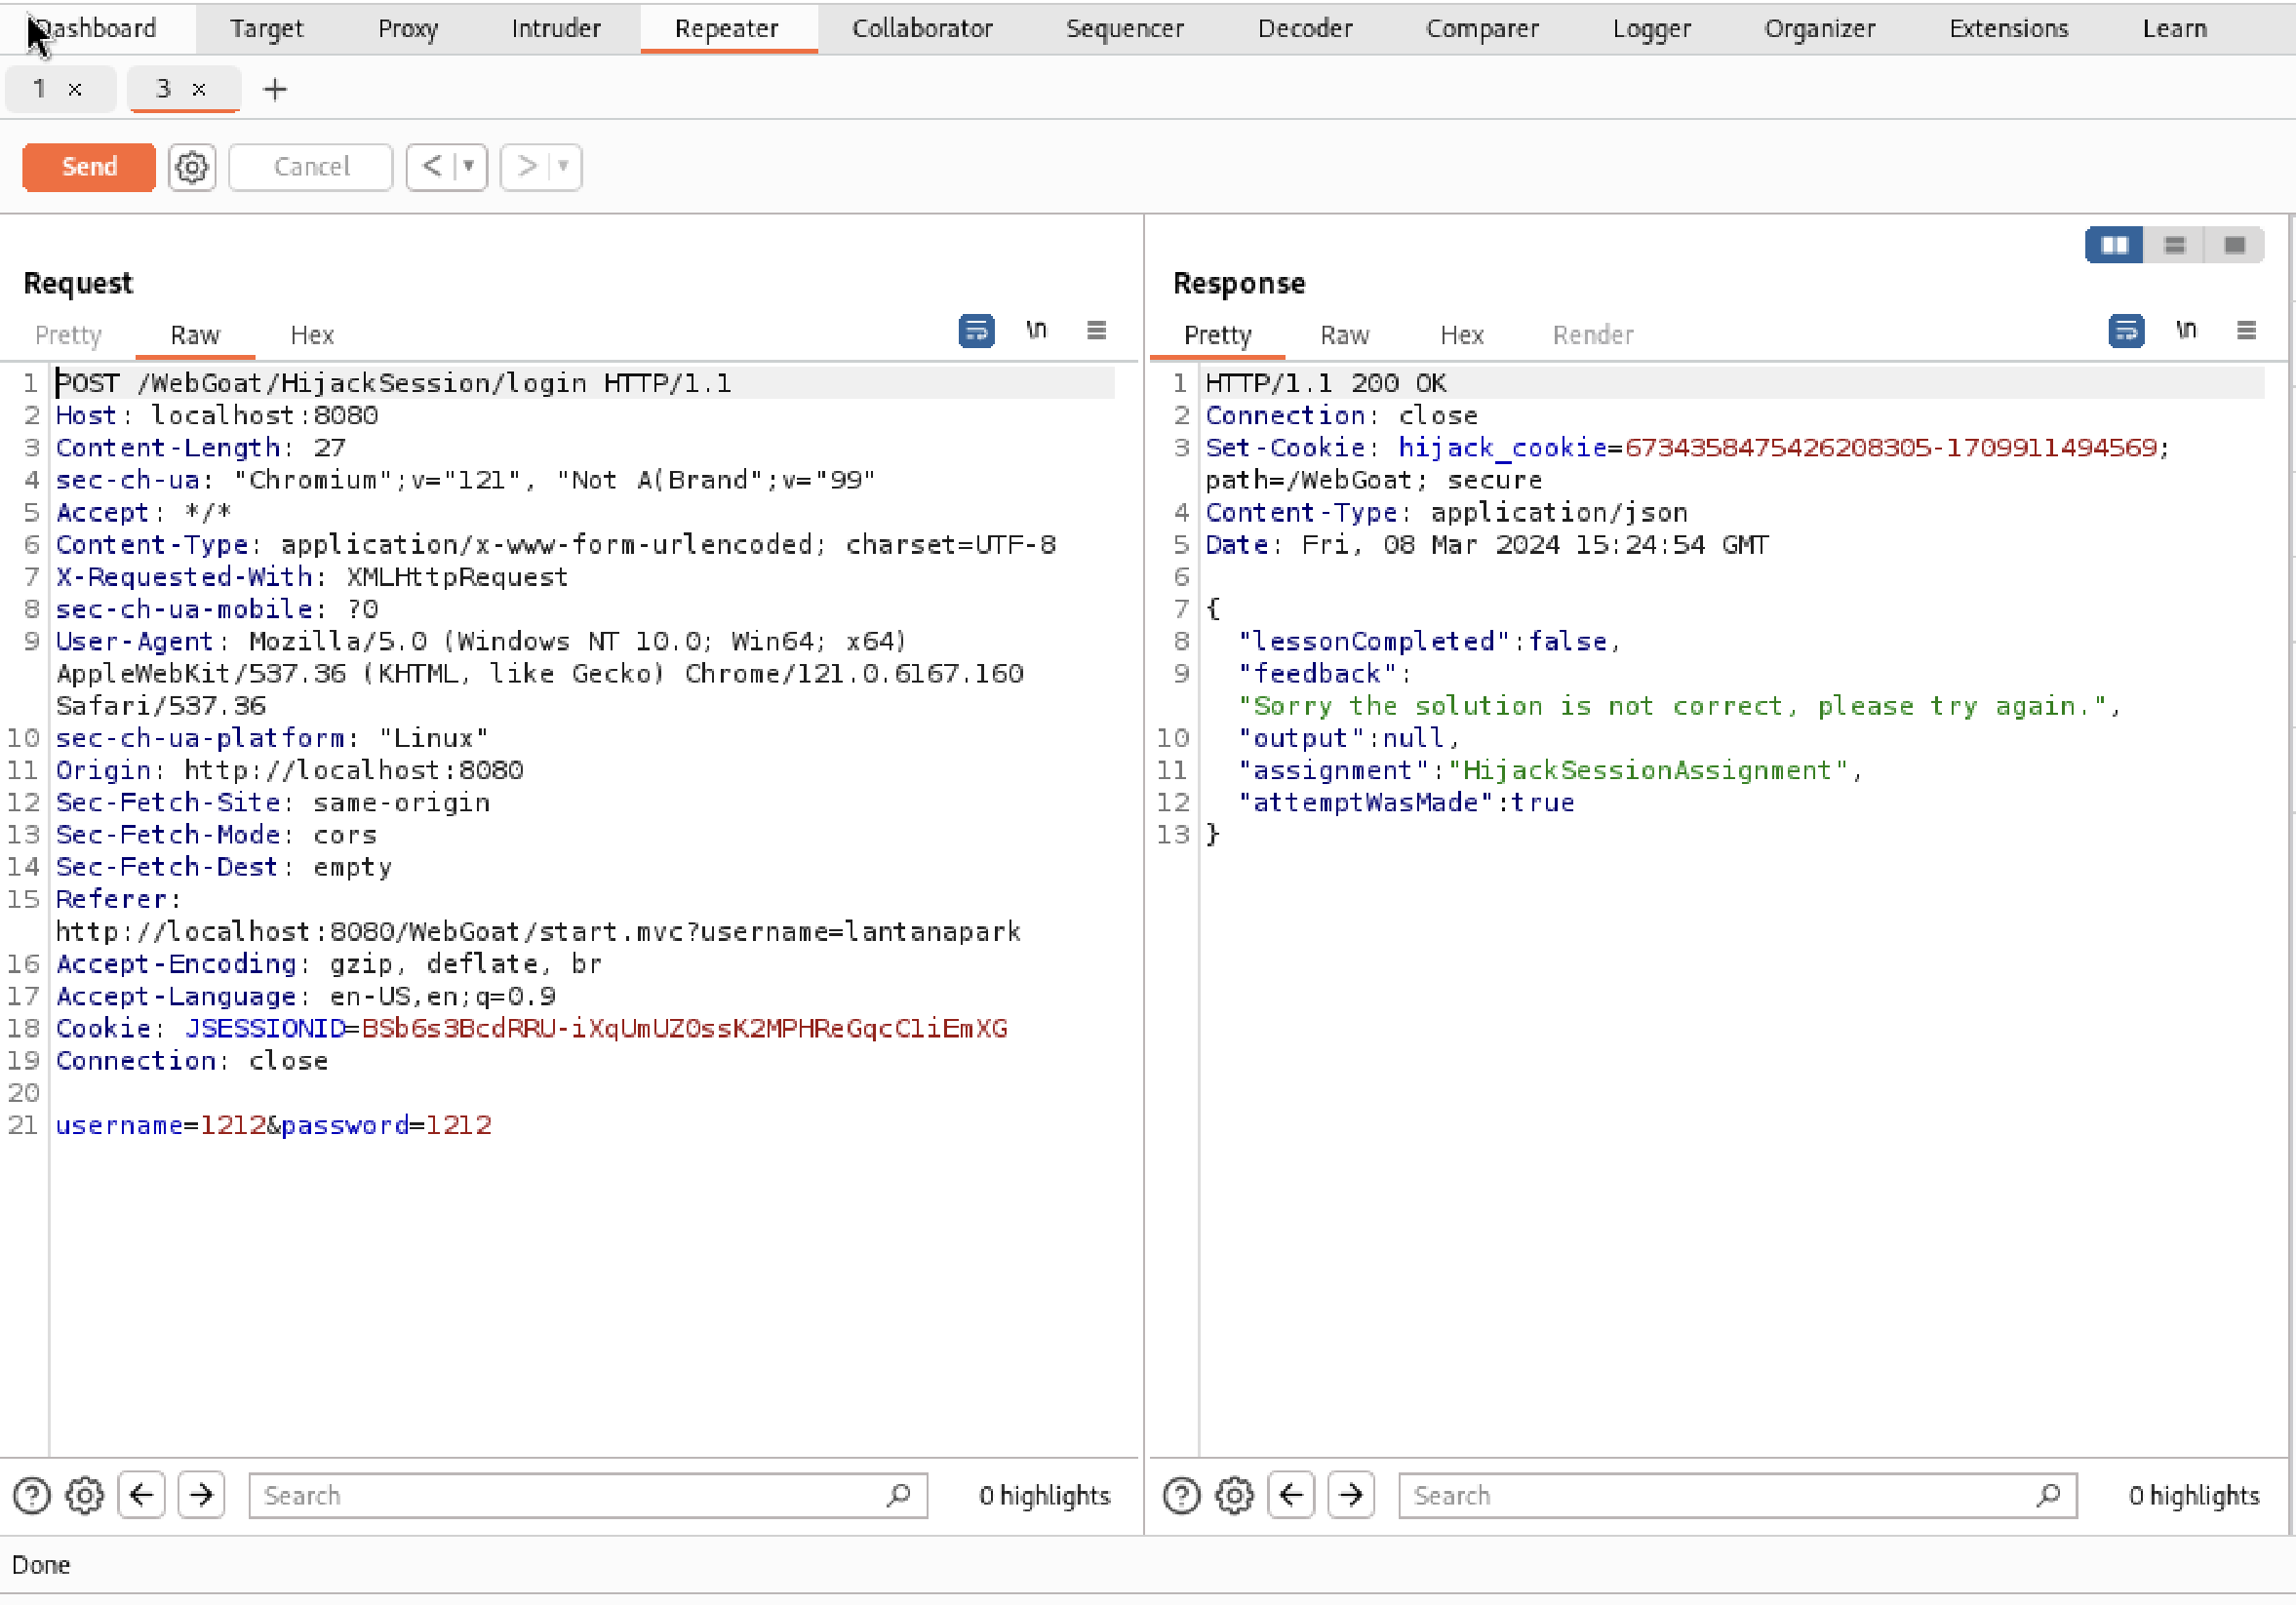 Dashboard Target Proxy Intruder Repeater Collaborator Sequencer Decoder Comparer Logger Organizer Extensions Learn
1 × 3 × +
Send Cancel < >
Request
Pretty Raw Hex \n
1 POST /WebGoat/HijackSession/login HTTP/1.1
2 Host: localhost:8080
3 Content-Length: 27
4 sec-ch-ua: "Chromium";v="121", "Not A(Brand";v="99"
5 Accept: */*
6 Content-Type: application/x-www-form-urlencoded; charset=UTF-8
7 X-Requested-With: XMLHttpRequest
8 sec-ch-ua-mobile: ?0
9 User-Agent: Mozilla/5.0 (Windows NT 10.0; Win64; x64)
AppleWebKit/537.36 (KHTML, like Gecko) Chrome/121.0.6167.160
Safari/537.36
10 sec-ch-ua-platform: "Linux"
11 Origin: http://localhost:8080
12 Sec-Fetch-Site: same-origin
13 Sec-Fetch-Mode: cors
14 Sec-Fetch-Dest: empty
15 Referer:
http://localhost:8080/WebGoat/start.mvc?username=lantanapark
16 Accept-Encoding: gzip, deflate, br
17 Accept-Language: en-US,en;q=0.9
18 Cookie: JSESSIONID=BSb6s3BcdRRU-iXqUmUZ0ssK2MPHReGqcCliEmXG
19 Connection: close
20
21 username=1212&password=1212
Search 0 highlights
Response
Pretty Raw Hex Render \n
1 HTTP/1.1 200 OK
2 Connection: close
3 Set-Cookie: hijack_cookie=6734358475426208305-1709911494569;
path=/WebGoat; secure
4 Content-Type: application/json
5 Date: Fri, 08 Mar 2024 15:24:54 GMT
6
7 {
8 "lessonCompleted":false,
9 "feedback":
"Sorry the solution is not correct, please try again.",
10 "output":null,
11 "assignment":"HijackSessionAssignment",
12 "attemptWasMade":true
13 }
Search 0 highlights
Done